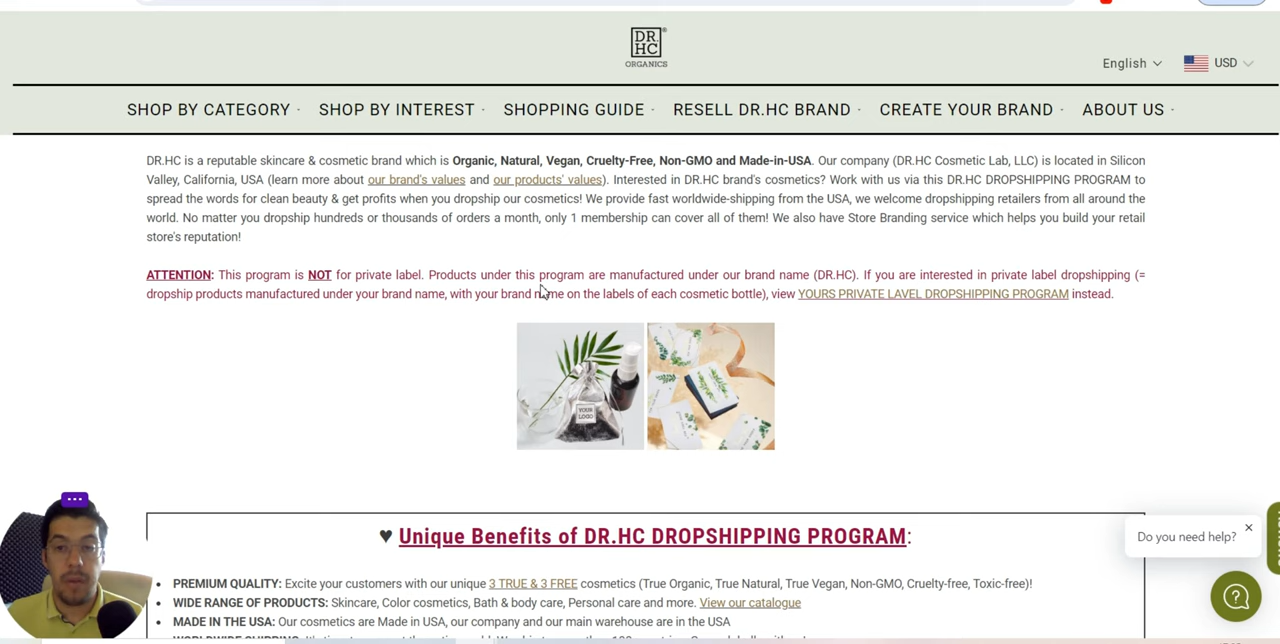 DR.
HC
ORGANICS
English
USD
SHOP BY CATEGORY
SHOP BY INTEREST
SHOPPING GUIDE
RESELL DR.HC BRAND
CREATE YOUR BRAND
ABOUT US
DR.HC is a reputable skincare & cosmetic brand which is Organic, Natural, Vegan, Cruelty-Free, Non-GMO and Made-in-USA. Our company (DR.HC Cosmetic Lab, LLC) is located in Silicon
Valley, California, USA (learn more about our brand's values and our products' values). Interested in DR.HC brand's cosmetics? Work with us via this DR.HC DROPSHIPPING PROGRAM to
spread the words for clean beauty & get profits when you dropship our cosmetics! We provide fast worldwide-shipping from the USA, we welcome dropshipping retailers from all around the
world. No matter you dropship hundreds or thousands of orders a month, only 1 membership can cover all of them! We also have Store Branding service which helps you build your retail
store's reputation!
ATTENTION: This program is NOT for private label. Products under this program are manufactured under our brand name (DR.HC). If you are interested in private label dropshipping (=
dropship products manufactured under your brand name, with your brand name on the labels of each cosmetic bottle), view YOURS PRIVATE LAVEL DROPSHIPPING PROGRAM instead.
YOUR
LOGO
♥ Unique Benefits of DR.HC DROPSHIPPING PROGRAM:
• PREMIUM QUALITY: Excite your customers with our unique 3 TRUE & 3 FREE cosmetics (True Organic, True Natural, True Vegan, Non-GMO, Cruelty-free, Toxic-free)!
• WIDE RANGE OF PRODUCTS: Skincare, Color cosmetics, Bath & body care, Personal care and more. View our catalogue
• MADE IN THE USA: Our cosmetics are Made in USA, our company and our main warehouse are in the USA
Do you need help?